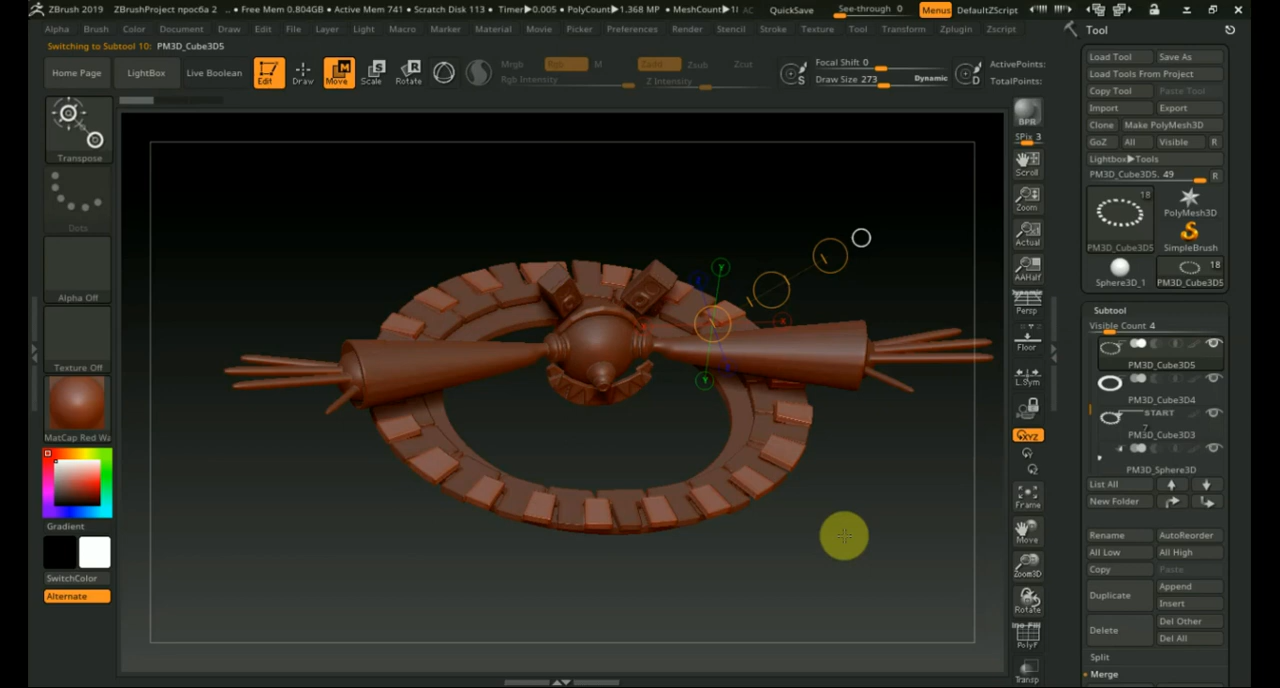 ZBrush 2019 ZBrushProject просба 2 .. • Free Mem 0.804GB • Active Mem 741 • Scratch Disk 113 • Timer▶0.005 • PolyCount▶1.368 MP • MeshCount▶1 AC QuickSave See-through 0 Menus DefaultZScript
Alpha Brush Color Document Draw Edit File Layer Light Macro Marker Material Movie Picker Preferences Render Stencil Stroke Texture Tool Transform Zplugin Zscript
Switching to Subtool 10: PM3D_Cube3D5
Home Page LightBox Live Boolean Edit Draw Move Scale Rotate
Mrgb Rgb M Zadd Zsub Zcut
Rgb Intensity Z Intensity
Focal Shift 0
Draw Size 273 Dynamic
ActivePoints:
TotalPoints:
Transpose
Dots
Alpha Off
Texture Off
MatCap Red Wa
Gradient
SwitchColor
Alternate
Y
Y
BPR
SPix 3
Scroll
Zoom
Actual
AAHalf
Dynamic
Persp
Floor
L.Sym
XYZ
Frame
Move
Zoom3D
Rotate
PolyF
Transp
Tool
Load Tool Save As
Load Tools From Project
Copy Tool Paste Tool
Import Export
Clone Make PolyMesh3D
GoZ All Visible R
Lightbox▶Tools
PM3D_Cube3D5. 49 R
18
PM3D_Cube3D5
PolyMesh3D
SimpleBrush
Sphere3D_1
18
PM3D_Cube3D5
Subtool
Visible Count 4
PM3D_Cube3D5
PM3D_Cube3D4
START
7
PM3D_Cube3D3
PM3D_Sphere3D
List All
New Folder
Rename AutoReorder
All Low All High
Copy Paste
Duplicate Append
Insert
Delete Del Other
Del All
Split
Merge